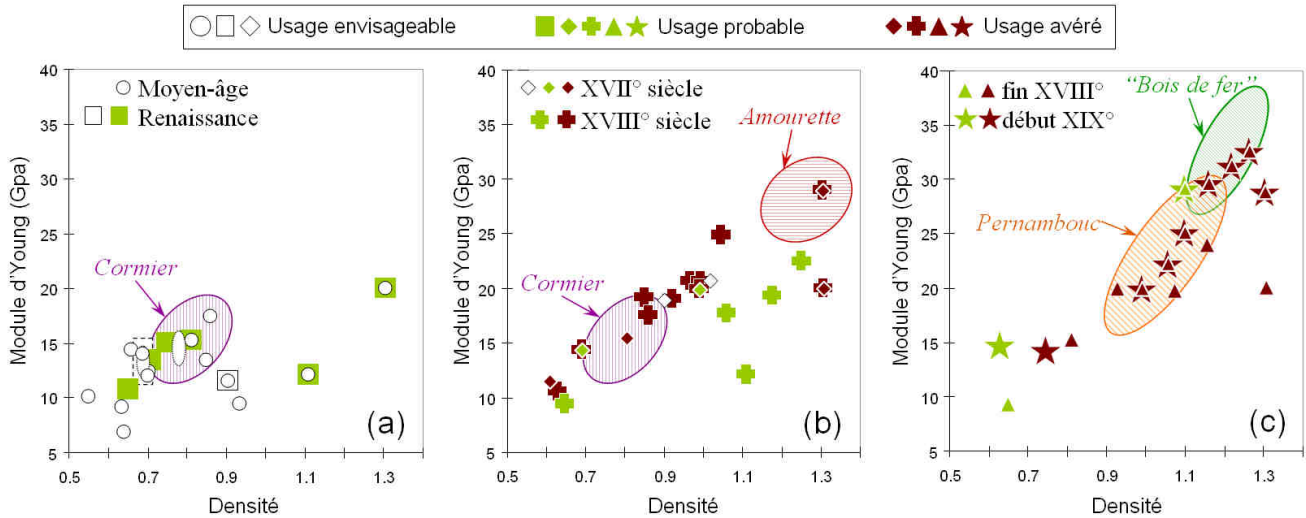 Usage envisageable Usage probable Usage avéré
Module d'Young (Gpa)
40
35
30
25
20
15
10
5
Moyen-âge
Renaissance
Cormier
(a)
0.5 0.7 0.9 1.1 1.3
Densité
Module d'Young (Gpa)
40
35
30
25
20
15
10
5
XVII° siècle
XVIII° siècle
Amourette
Cormier
(b)
0.5 0.7 0.9 1.1 1.3
Densité
Module d'Young (Gpa)
40
35
30
25
20
15
10
5
fin XVIII°
début XIX°
“Bois de fer”
Pernambouc
(c)
0.5 0.7 0.9 1.1 1.3
Densité